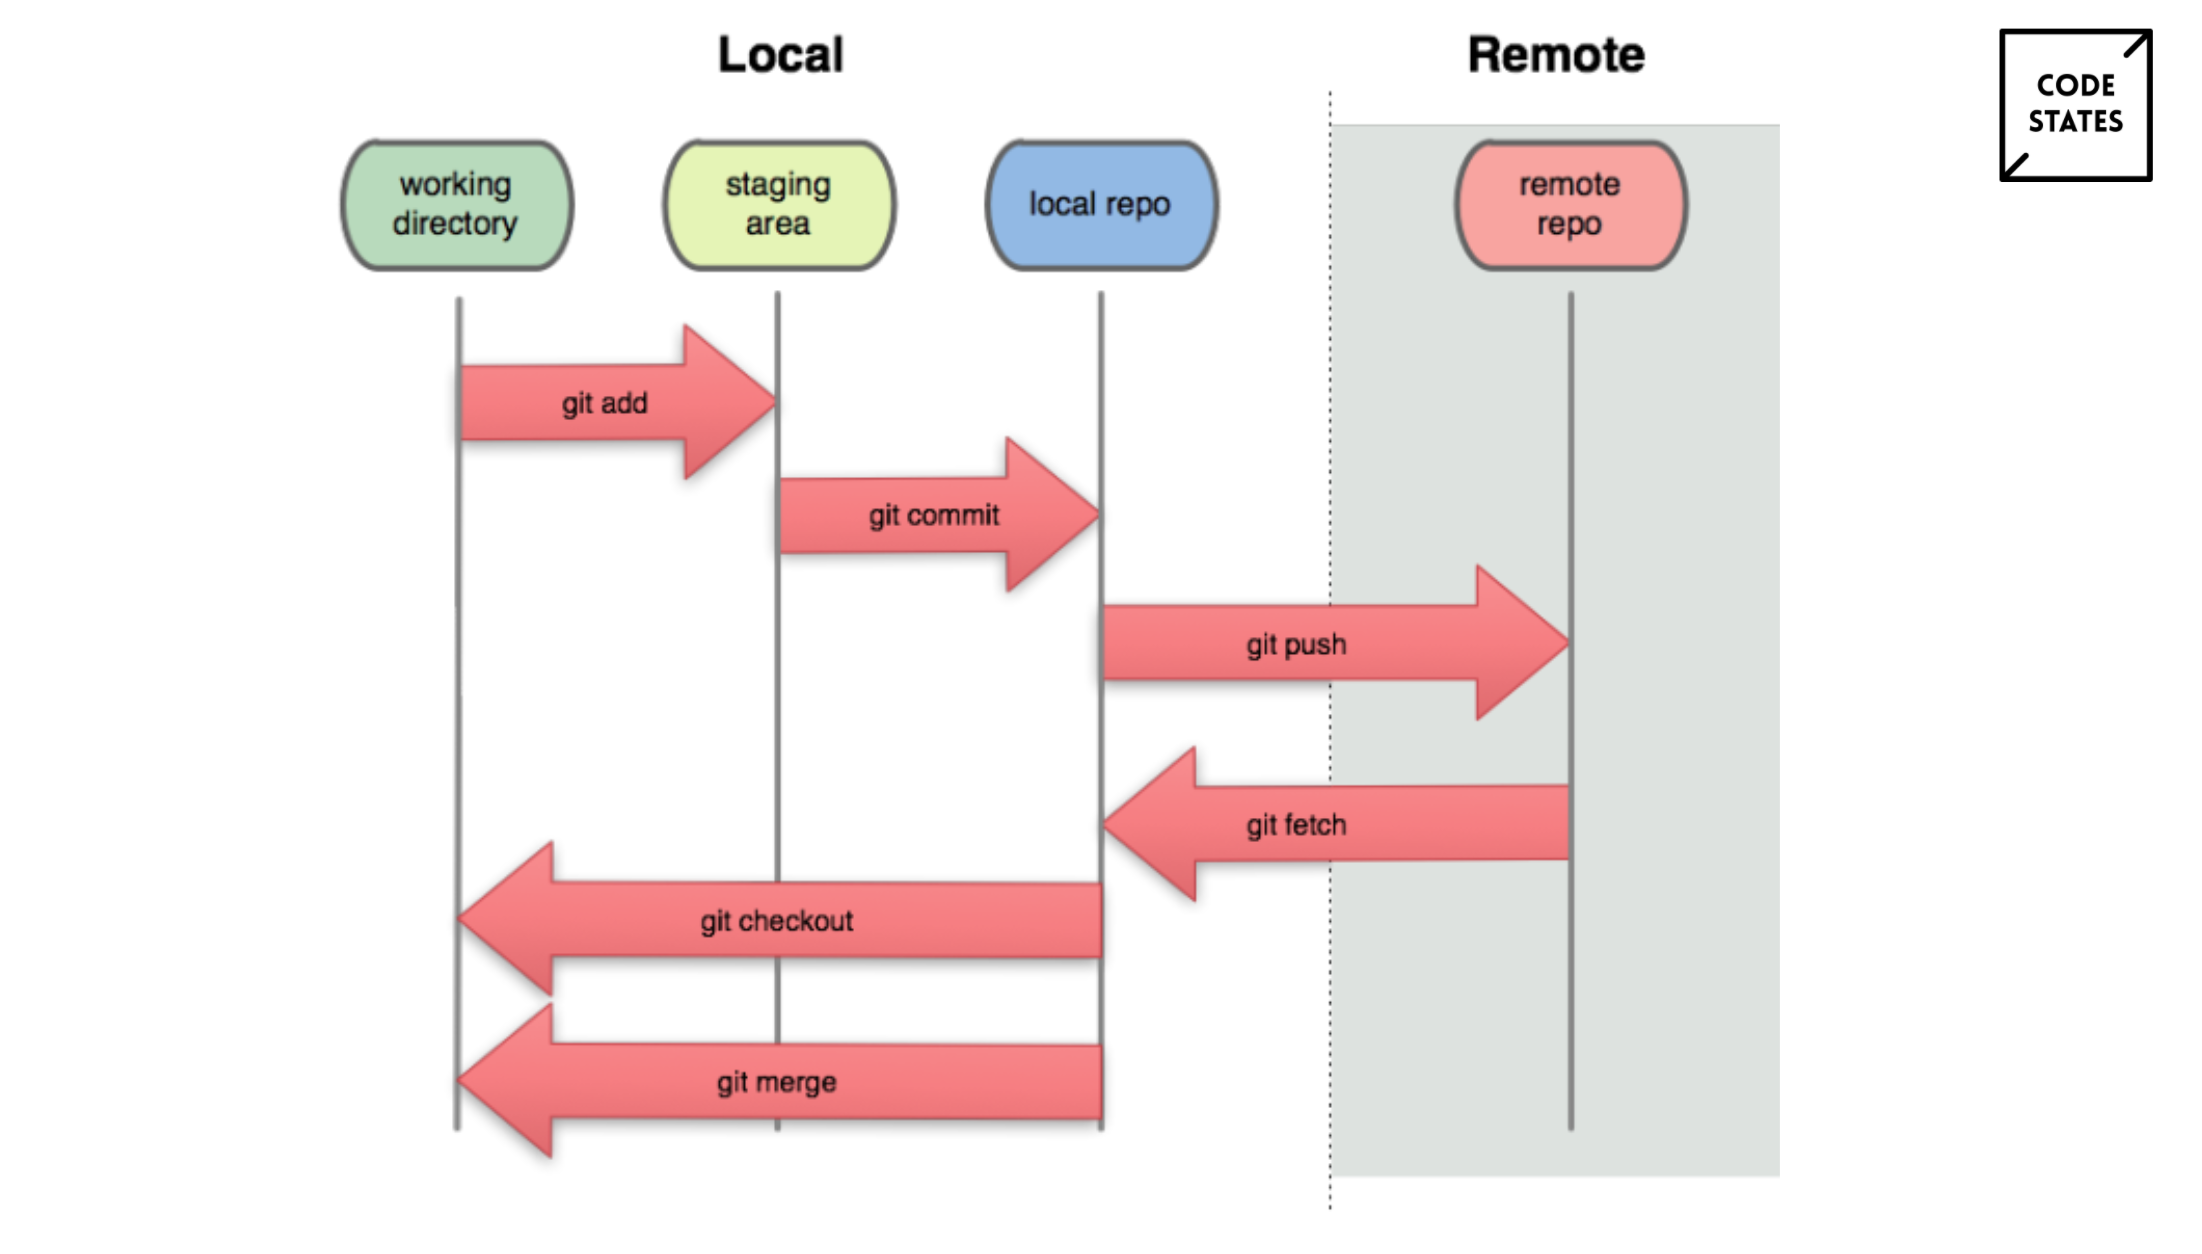 Local
Remote
CODE
STATES
working
directory
staging
area
local repo
remote
repo
git add
git commit
git push
git fetch
git checkout
git merge